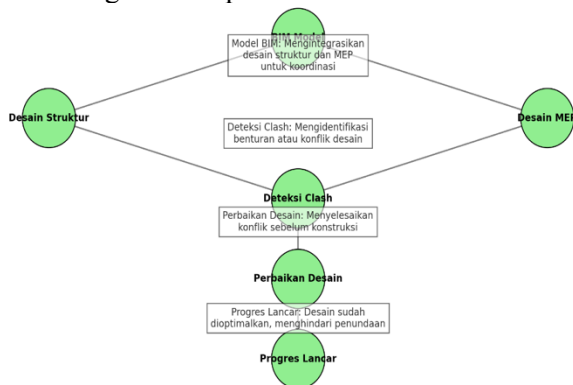 BIM Model
Model BIM: Mengintegrasikan
desain struktur dan MEP
untuk koordinasi
Desain Struktur
Desain MEP
Deteksi Clash: Mengidentifikasi
benturan atau konflik desain
Deteksi Clash
Perbaikan Desain: Menyelesaikan
konflik sebelum konstruksi
Perbaikan Desain
Progres Lancar: Desain sudah
dioptimalkan, menghindari penundaan
Progres Lancar